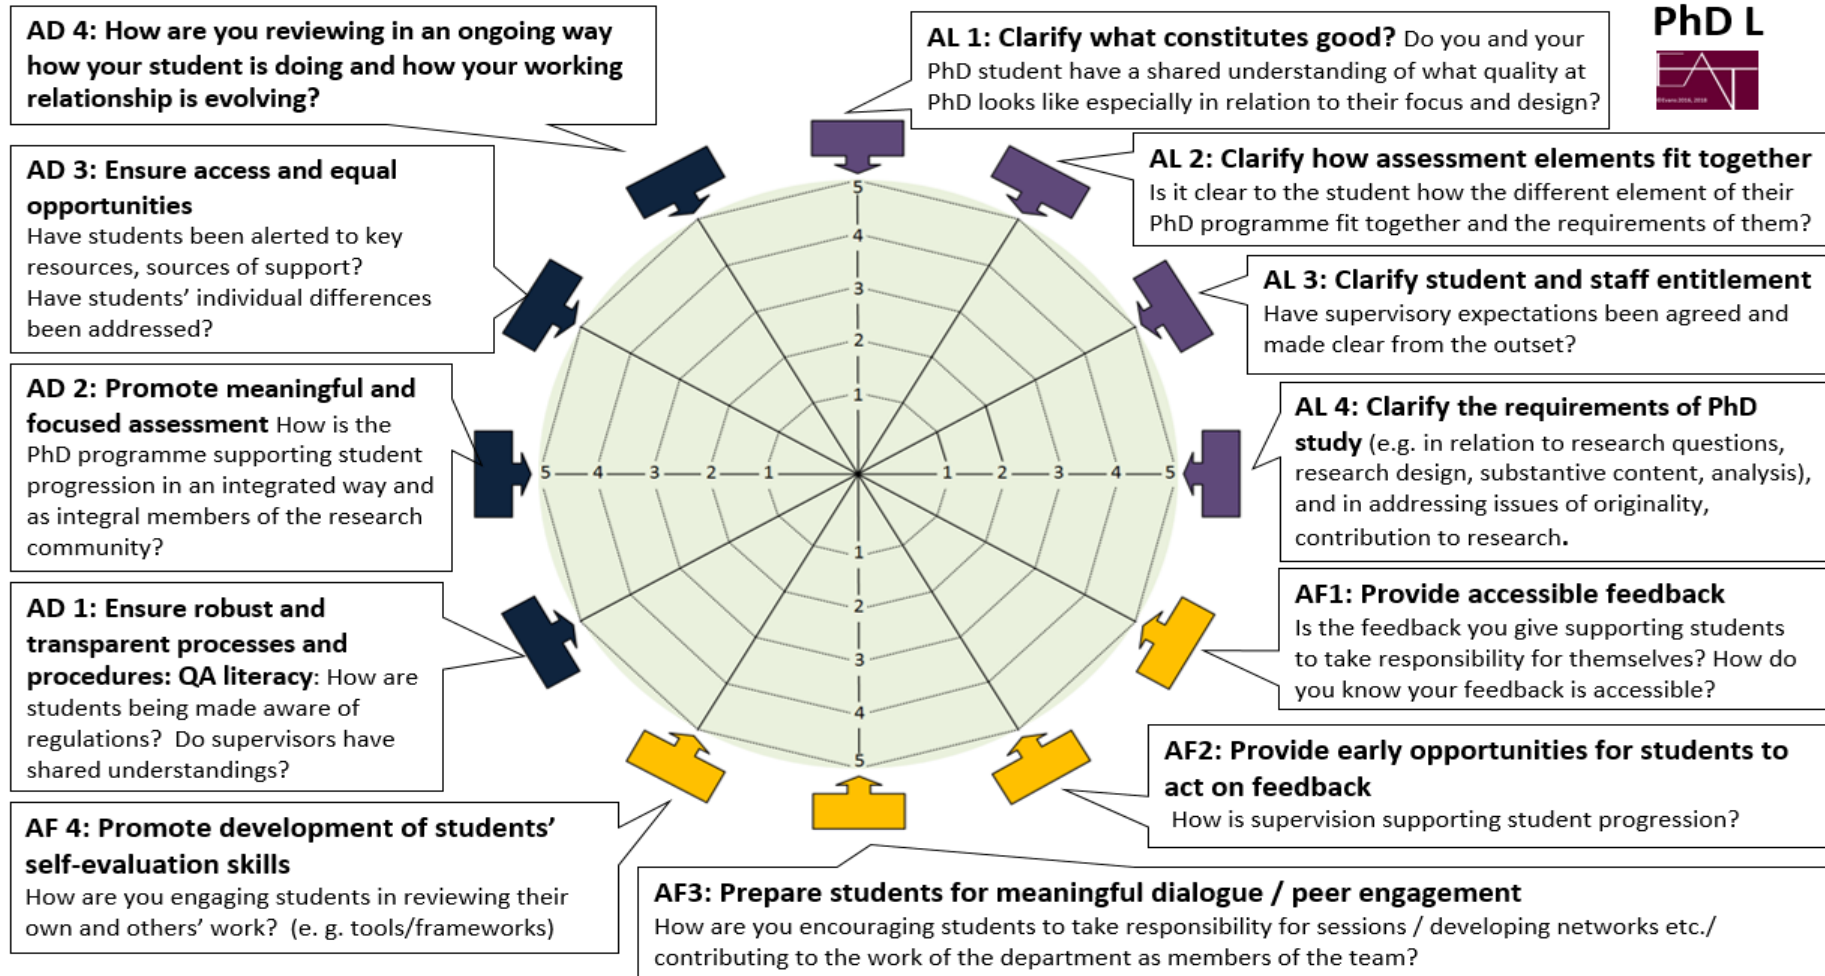 PhD L
EAT
AD 4: How are you reviewing in an ongoing way
how your student is doing and how your working
relationship is evolving?
AL 1: Clarify what constitutes good? Do you and your
PhD student have a shared understanding of what quality at
PhD looks like especially in relation to their focus and design?
AL 2: Clarify how assessment elements fit together
Is it clear to the student how the different element of their
PhD programme fit together and the requirements of them?
AL 3: Clarify student and staff entitlement
Have supervisory expectations been agreed and
made clear from the outset?
AL 4: Clarify the requirements of PhD
study (e.g. in relation to research questions,
research design, substantive content, analysis),
and in addressing issues of originality,
contribution to research.
AF1: Provide accessible feedback
Is the feedback you give supporting students
to take responsibility for themselves? How do
you know your feedback is accessible?
AF2: Provide early opportunities for students to
act on feedback
How is supervision supporting student progression?
AF3: Prepare students for meaningful dialogue / peer engagement
How are you encouraging students to take responsibility for sessions / developing networks etc./
contributing to the work of the department as members of the team?
AF 4: Promote development of students’
self-evaluation skills
How are you engaging students in reviewing their
own and others’ work? (e. g. tools/frameworks)
AD 1: Ensure robust and
transparent processes and
procedures: QA literacy: How are
students being made aware of
regulations? Do supervisors have
shared understandings?
AD 2: Promote meaningful and
focused assessment How is the
PhD programme supporting student
progression in an integrated way and
as integral members of the research
community?
AD 3: Ensure access and equal
opportunities
Have students been alerted to key
resources, sources of support?
Have students’ individual differences
been addressed?
5
4
3
2
1
5 4 3 2 1 1 2 3 4 5
1
2
3
4
5